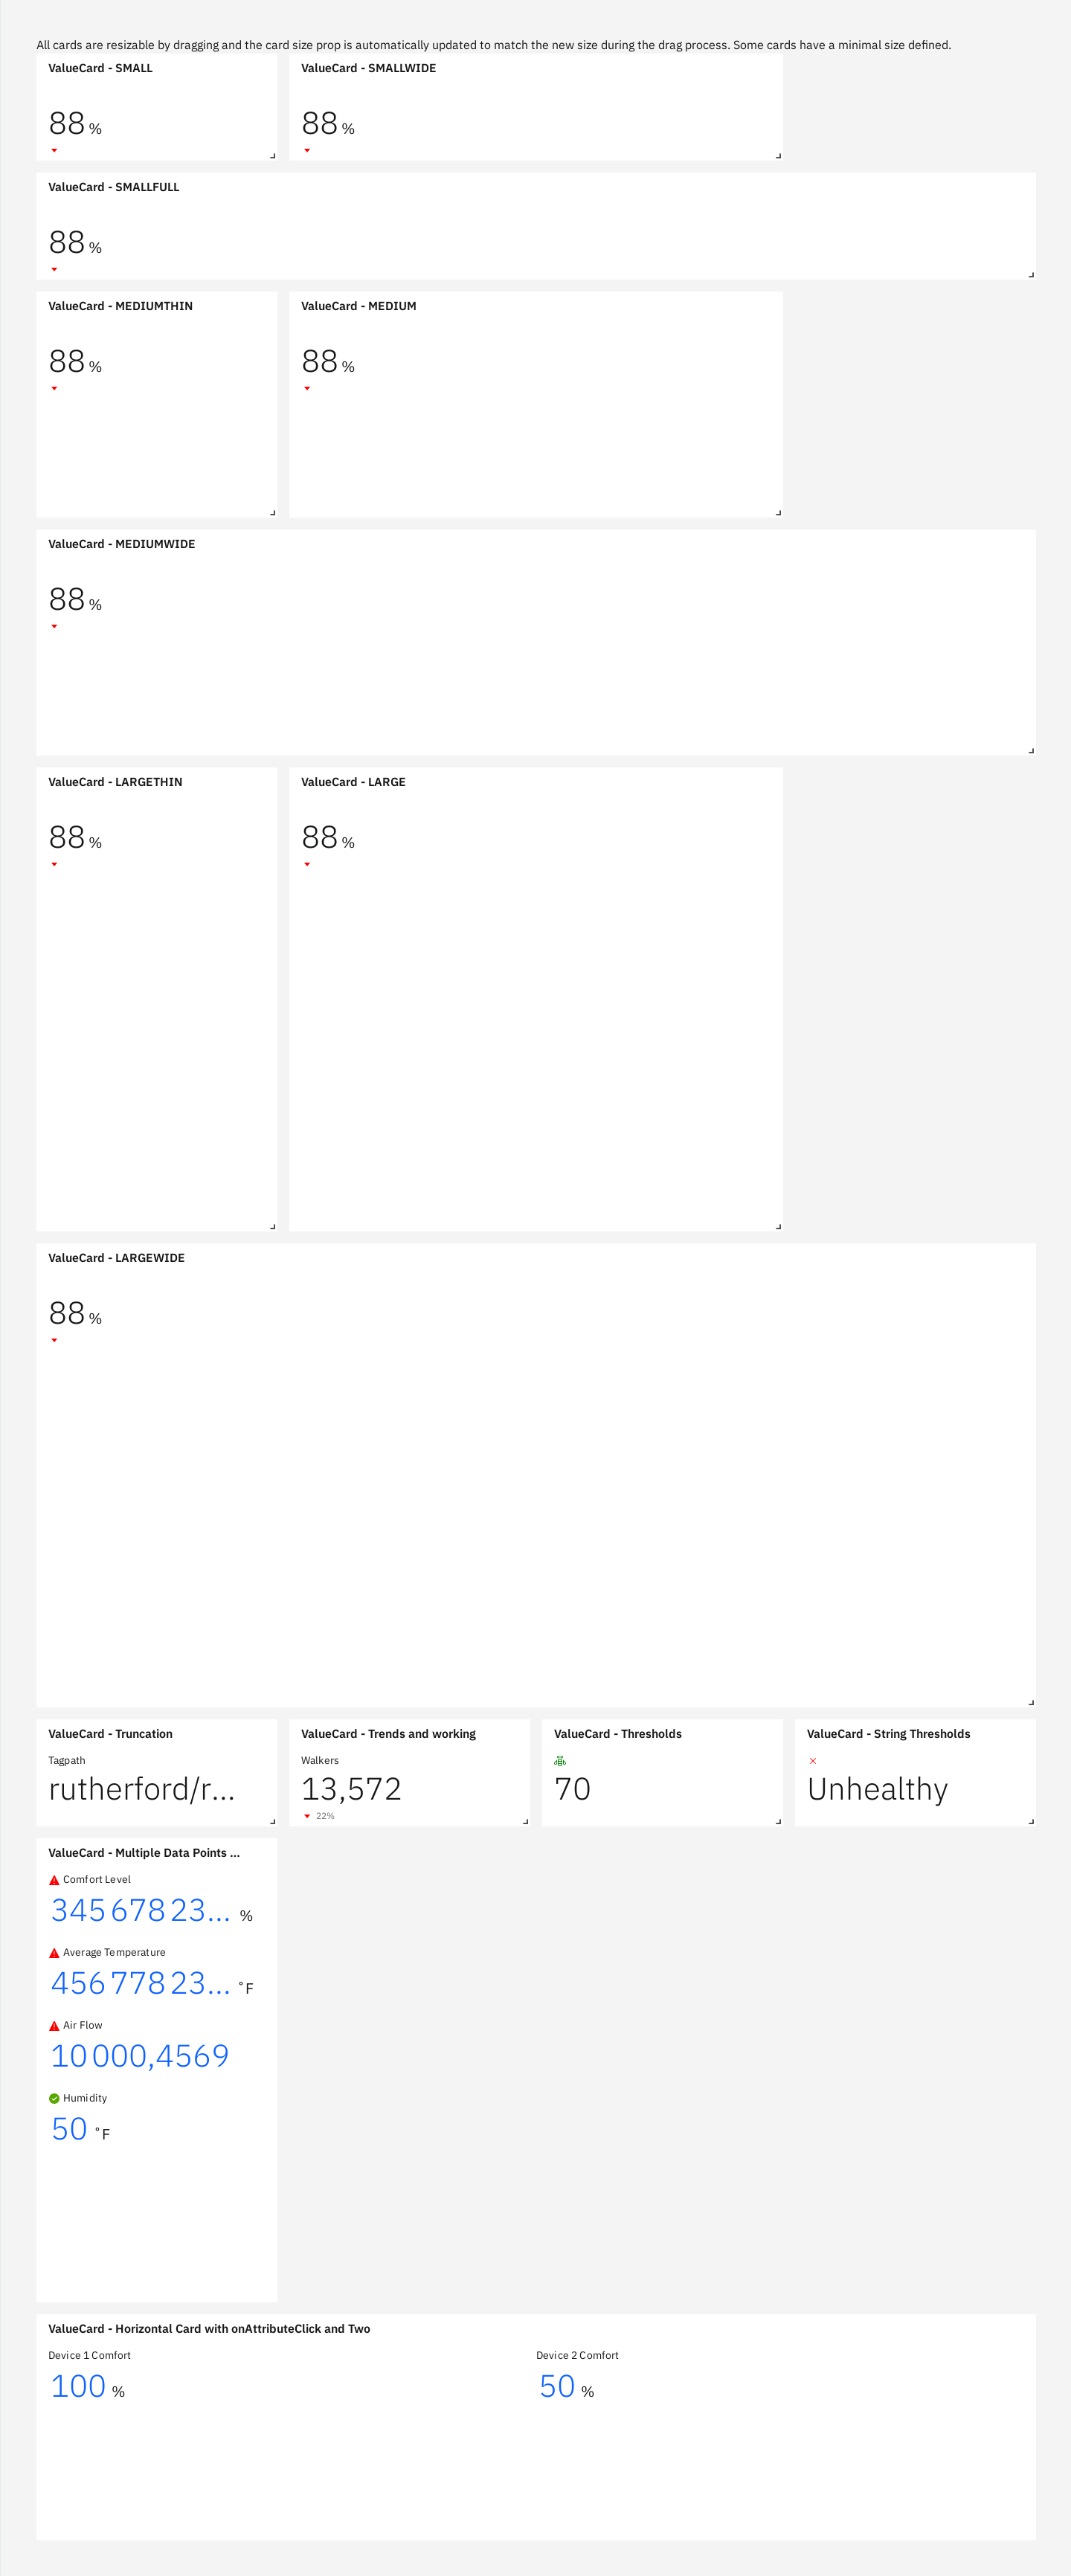 All cards are resizable by dragging and the card size prop is automatically updated to match the new size during the drag process. Some cards have a minimal size defined.
ValueCard - SMALL
88 %
ValueCard - SMALLWIDE
88 %
ValueCard - SMALLFULL
88 %
ValueCard - MEDIUMTHIN
88 %
ValueCard - MEDIUM
88 %
ValueCard - MEDIUMWIDE
88 %
ValueCard - LARGETHIN
88 %
ValueCard - LARGE
88 %
ValueCard - LARGEWIDE
88 %
ValueCard - Truncation
Tagpath
rutherford/r...
ValueCard - Trends and working
Walkers
13,572
22%
ValueCard - Thresholds
70
ValueCard - String Thresholds
Unhealthy
ValueCard - Multiple Data Points ...
Comfort Level
345 678 23... %
Average Temperature
456 778 23... ˚F
Air Flow
10 000,4569
Humidity
50 ˚F
ValueCard - Horizontal Card with onAttributeClick and Two
Device 1 Comfort
100 %
Device 2 Comfort
50 %